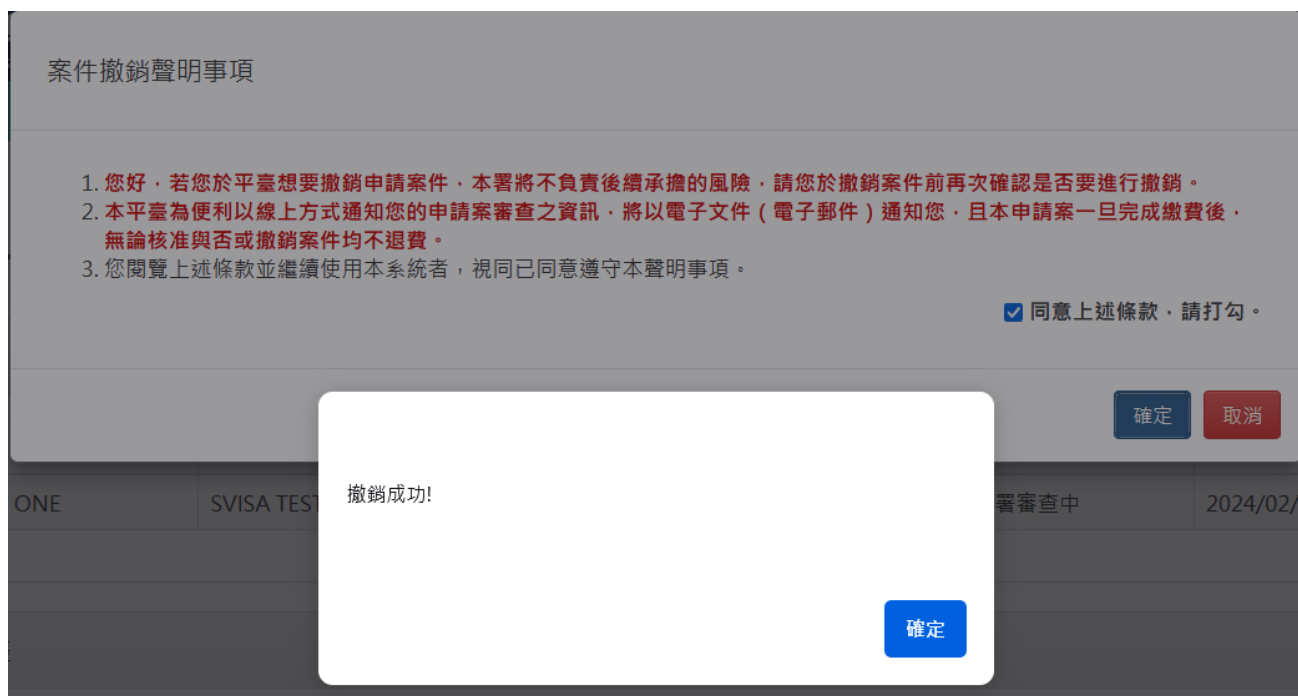 案件撤銷聲明事項
1. 您好，若您於平臺想要撤銷申請案件，本署將不負責後續承擔的風險，請您於撤銷案件前再次確認是否要進行撤銷。
2. 本平臺為便利以線上方式通知您的申請案審查之資訊，將以電子文件（電子郵件）通知您，且本申請案一旦完成繳費後，
無論核准與否或撤銷案件均不退費。
3. 您閱覽上述條款並繼續使用本系統者，視同已同意遵守本聲明事項。
同意上述條款，請打勾。
確定 取消
ONE SVISA TEST 署審查中 2024/02/
撤銷成功!
確定